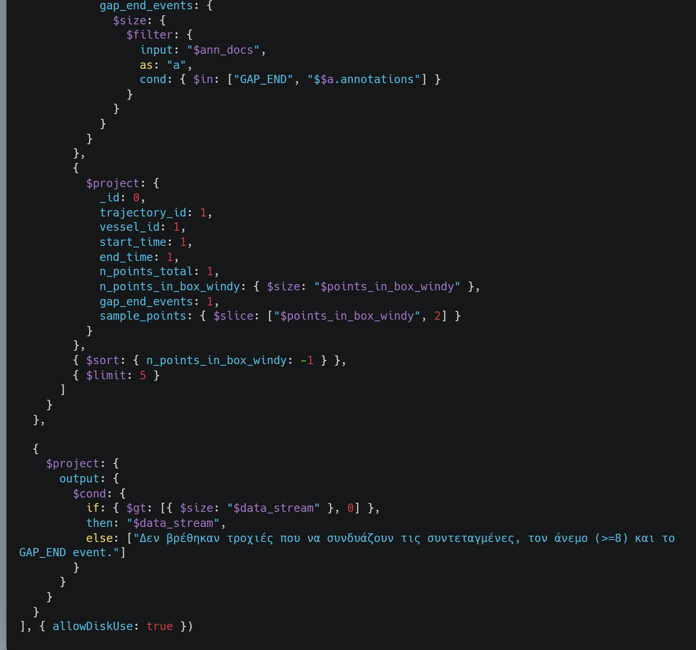 gap_end_events: {
              $size: {
                $filter: {
                  input: "$ann_docs",
                  as: "a",
                  cond: { $in: ["GAP_END", "$$a.annotations"] }
                }
              }
            }
          }
        },
        {
          $project: {
            _id: 0,
            trajectory_id: 1,
            vessel_id: 1,
            start_time: 1,
            end_time: 1,
            n_points_total: 1,
            n_points_in_box_windy: { $size: "$points_in_box_windy" },
            gap_end_events: 1,
            sample_points: { $slice: ["$points_in_box_windy", 2] }
          }
        },
        { $sort: { n_points_in_box_windy: -1 } },
        { $limit: 5 }
      ]
    }
  },

  {
    $project: {
      output: {
        $cond: {
          if: { $gt: [{ $size: "$data_stream" }, 0] },
          then: "$data_stream",
          else: ["Δεν βρέθηκαν τροχιές που να συνδυάζουν τις συντεταγμένες, τον άνεμο (>=8) και το
GAP_END event."]
        }
      }
    }
  }
], { allowDiskUse: true })